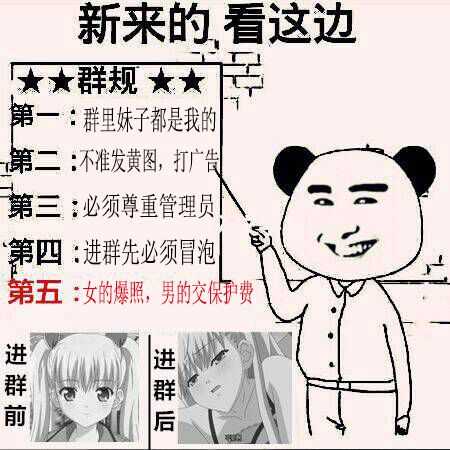 新来的 看这边
★★群规 ★★
第一：群里妹子都是我的
第二：不准发黄图，打广告
第三：必须尊重管理员
第四：进群先必须冒泡
第五：女的爆照，男的交保护费
进群前
进群后